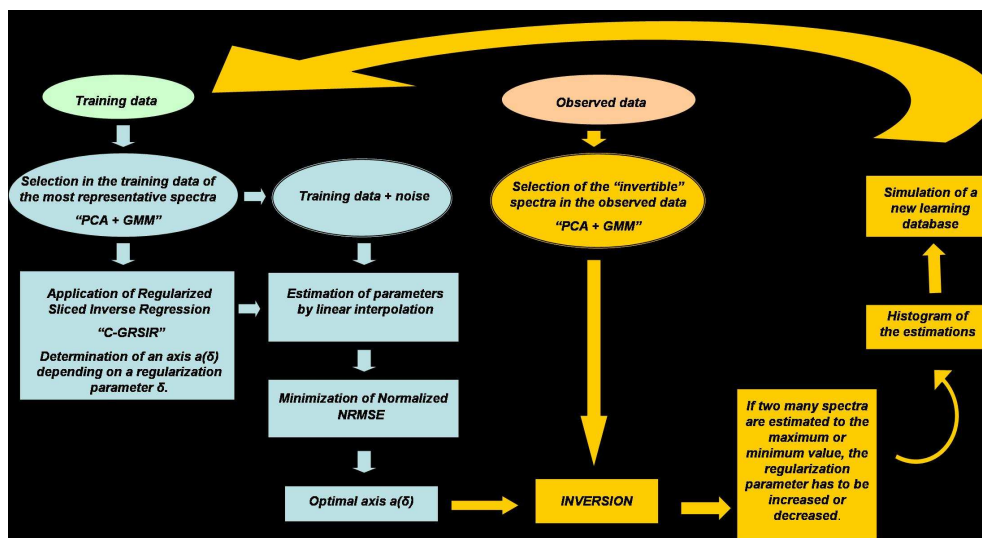 Training data
Selection in the training data of
the most representative spectra
“PCA + GMM”
Training data + noise
Application of Regularized
Sliced Inverse Regression
“C-GRSIR”
Determination of an axis a(δ)
depending on a regularization
parameter δ.
Estimation of parameters
by linear interpolation
Minimization of Normalized
NRMSE
Optimal axis a(δ)
Observed data
Selection of the “invertible”
spectra in the observed data
“PCA + GMM”
INVERSION
If two many spectra
are estimated to the
maximum or
minimum value, the
regularization
parameter has to be
increased or
decreased.
Histogram of
the estimations
Simulation of a
new learning
database